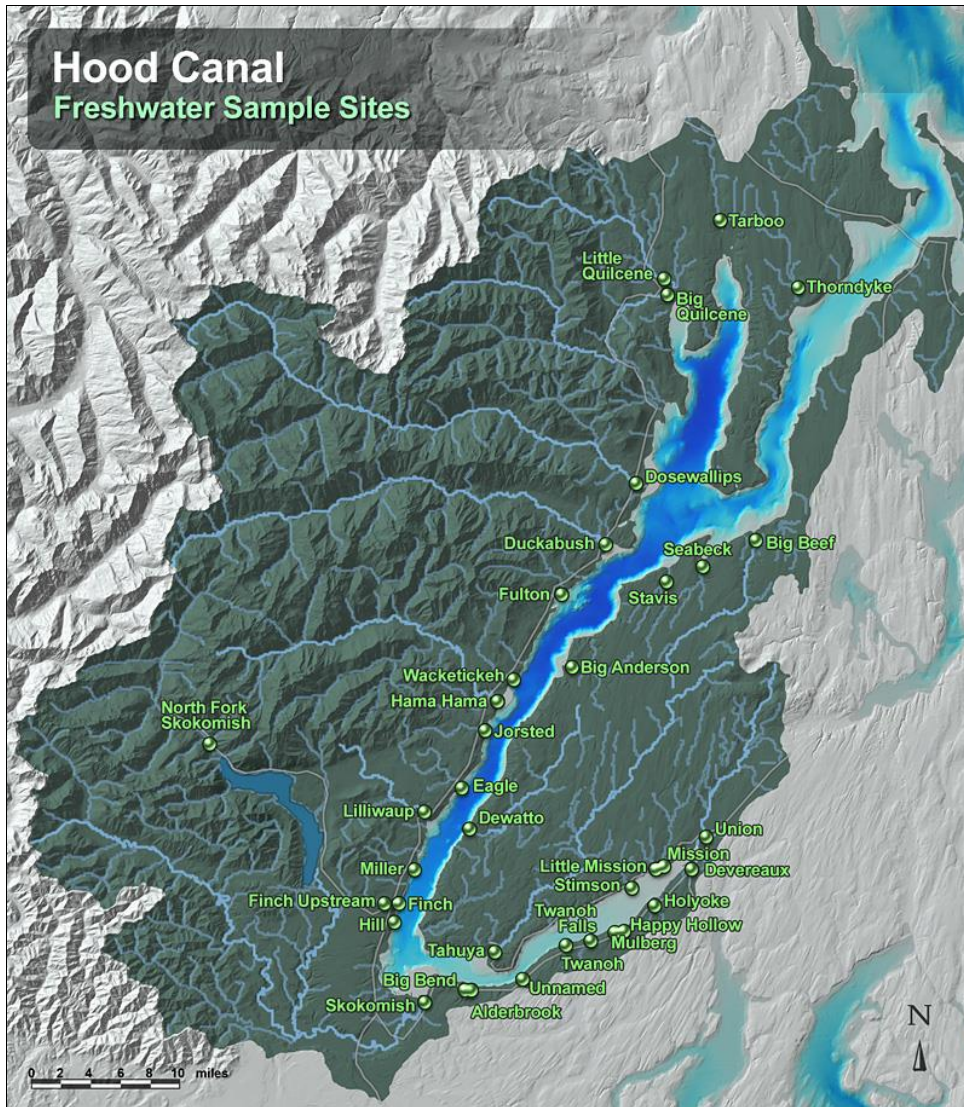 Hood Canal
Freshwater Sample Sites
Tarboo
Little
Quilcene
Big
Quilcene
Thorndyke
Dosewallips
Duckabush
Seabeck
Big Beef
Fulton
Stavis
Big Anderson
Wacketickeh
Hama Hama
North Fork
Skokomish
Jorsted
Eagle
Lilliwaup
Dewatto
Union
Miller
Little Mission
Mission
Devereaux
Stimson
Finch Upstream
Finch
Holyoke
Hill
Twanoh
Falls
Happy Hollow
Mulberg
Tahuya
Twanoh
Big Bend
Unnamed
Skokomish
Alderbrook
N
0 2 4 6 8 10 miles